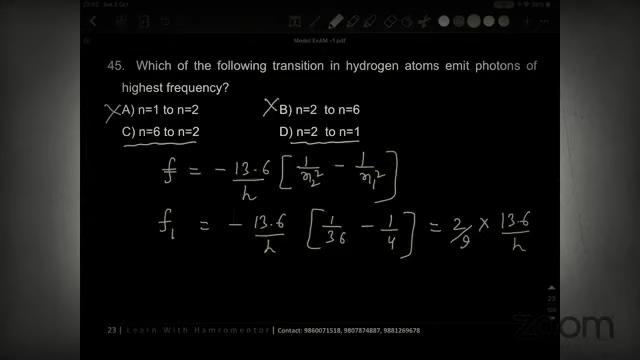 Model ExAM -1.pdf
45. Which of the following transition in hydrogen atoms emit photons of
highest frequency?
A) n=1 to n=2 B) n=2 to n=6
C) n=6 to n=2 D) n=2 to n=1
f = - 13.6/h [ 1/n₂² - 1/n₁² ]
f₁ = - 13.6/h [ 1/36 - 1/4 ] = 2/9 × 13.6/h
23
23 | Learn With Hamromentor | Contact: 9860071518, 9807874887, 9881269678
zoom